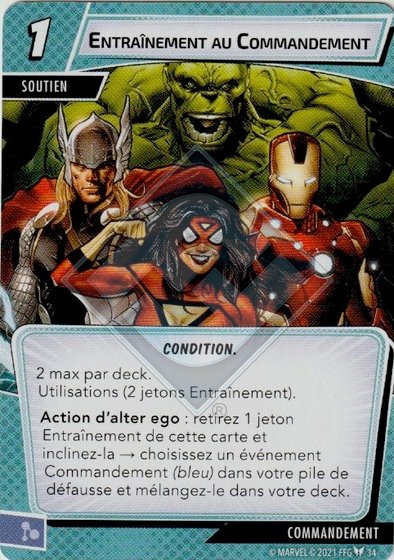 1
ENTRAÎNEMENT AU COMMANDEMENT
SOUTIEN
CONDITION.
2 max par deck.
Utilisations (2 jetons Entraînement).
Action d'alter ego : retirez 1 jeton
Entraînement de cette carte et
inclinez-la → choisissez un événement
Commandement (bleu) dans votre pile de
défausse et mélangez-le dans votre deck.
®
COMMANDEMENT
© MARVEL © 2021 FFG 34